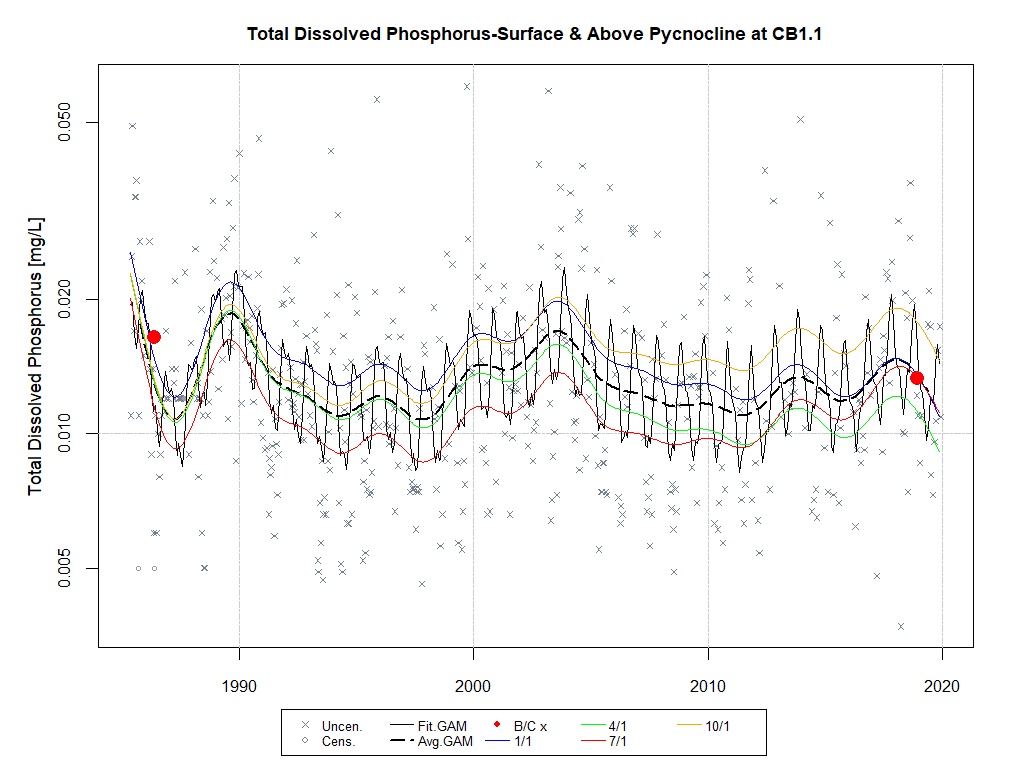 Total Dissolved Phosphorus-Surface & Above Pycnocline at CB1.1
Total Dissolved Phosphorus [mg/L]
0.050
0.020
0.010
0.005
1990 2000 2010 2020
Uncen. Fit.GAM B/C x 4/1 10/1
Cens. Avg.GAM 1/1 7/1